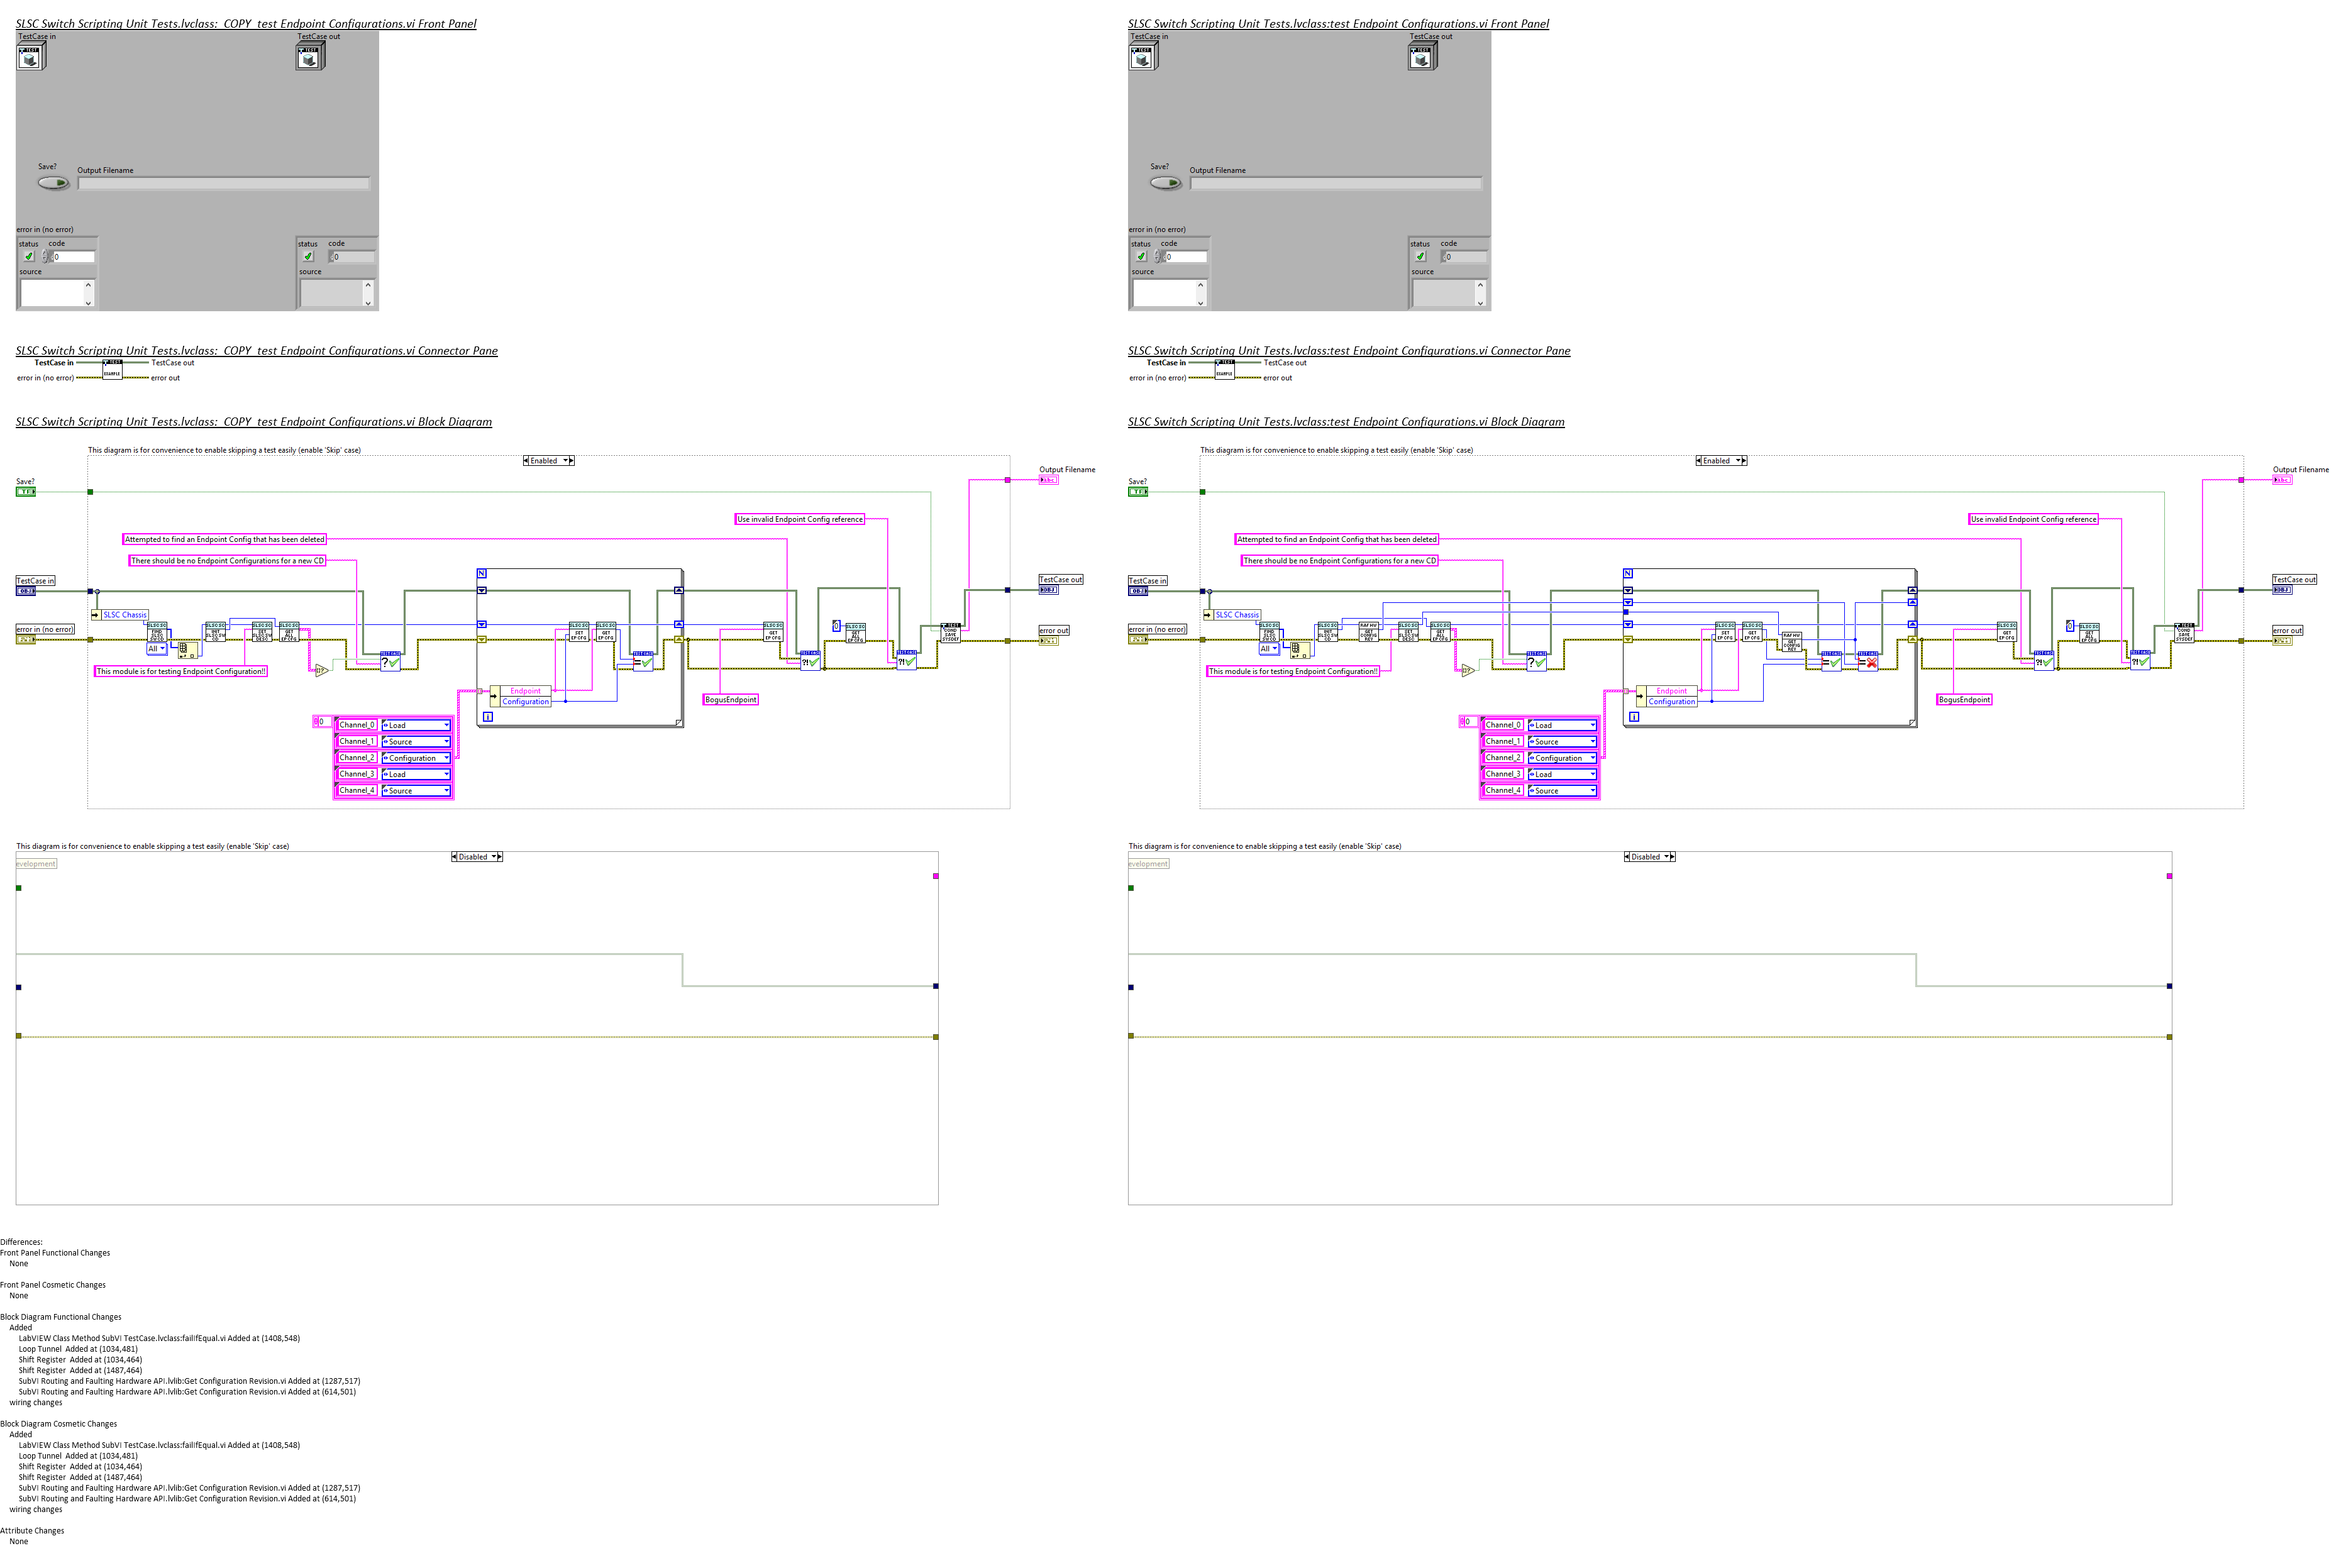 SLSC Switch Scripting Unit Tests.lvclass:_COPY_test Endpoint Configurations.vi Front Panel
TestCase in
TestCase out
Save?
Output Filename
error in (no error)
status code
0
source
status code
0
source
SLSC Switch Scripting Unit Tests.lvclass:_COPY_test Endpoint Configurations.vi Connector Pane
TestCase in
TestCase out
error in (no error)
error out
SLSC Switch Scripting Unit Tests.lvclass:_COPY_test Endpoint Configurations.vi Block Diagram
This diagram is for convenience to enable skipping a test easily (enable 'Skip' case)
Enabled
Output Filename
Save?
Use invalid Endpoint Config reference
Attempted to find an Endpoint Config that has been deleted
There should be no Endpoint Configurations for a new CD
TestCase in
TestCase out
SLSC Chassis
error in (no error)
error out
All
This module is for testing Endpoint Configuration!!
Endpoint
Configuration
BogusEndpoint
0
Channel_0 Load
Channel_1 Source
Channel_2 Configuration
Channel_3 Load
Channel_4 Source
This diagram is for convenience to enable skipping a test easily (enable 'Skip' case)
Disabled
evelopment
SLSC Switch Scripting Unit Tests.lvclass:test Endpoint Configurations.vi Front Panel
TestCase in
TestCase out
Save?
Output Filename
error in (no error)
status code
0
source
status code
0
source
SLSC Switch Scripting Unit Tests.lvclass:test Endpoint Configurations.vi Connector Pane
TestCase in
TestCase out
error in (no error)
error out
SLSC Switch Scripting Unit Tests.lvclass:test Endpoint Configurations.vi Block Diagram
This diagram is for convenience to enable skipping a test easily (enable 'Skip' case)
Enabled
Output Filename
Save?
Use invalid Endpoint Config reference
Attempted to find an Endpoint Config that has been deleted
There should be no Endpoint Configurations for a new CD
TestCase in
TestCase out
SLSC Chassis
error in (no error)
error out
All
This module is for testing Endpoint Configuration!!
Endpoint
Configuration
BogusEndpoint
0
Channel_0 Load
Channel_1 Source
Channel_2 Configuration
Channel_3 Load
Channel_4 Source
This diagram is for convenience to enable skipping a test easily (enable 'Skip' case)
Disabled
evelopment
Differences:
Front Panel Functional Changes
None
Front Panel Cosmetic Changes
None
Block Diagram Functional Changes
Added
LabVIEW Class Method SubVI TestCase.lvclass:failIfEqual.vi Added at (1408,548)
Loop Tunnel  Added at (1034,481)
Shift Register  Added at (1034,464)
Shift Register  Added at (1487,464)
SubVI Routing and Faulting Hardware API.lvlib:Get Configuration Revision.vi Added at (1287,517)
SubVI Routing and Faulting Hardware API.lvlib:Get Configuration Revision.vi Added at (614,501)
wiring changes
Block Diagram Cosmetic Changes
Added
LabVIEW Class Method SubVI TestCase.lvclass:failIfEqual.vi Added at (1408,548)
Loop Tunnel  Added at (1034,481)
Shift Register  Added at (1034,464)
Shift Register  Added at (1487,464)
SubVI Routing and Faulting Hardware API.lvlib:Get Configuration Revision.vi Added at (1287,517)
SubVI Routing and Faulting Hardware API.lvlib:Get Configuration Revision.vi Added at (614,501)
wiring changes
Attribute Changes
None